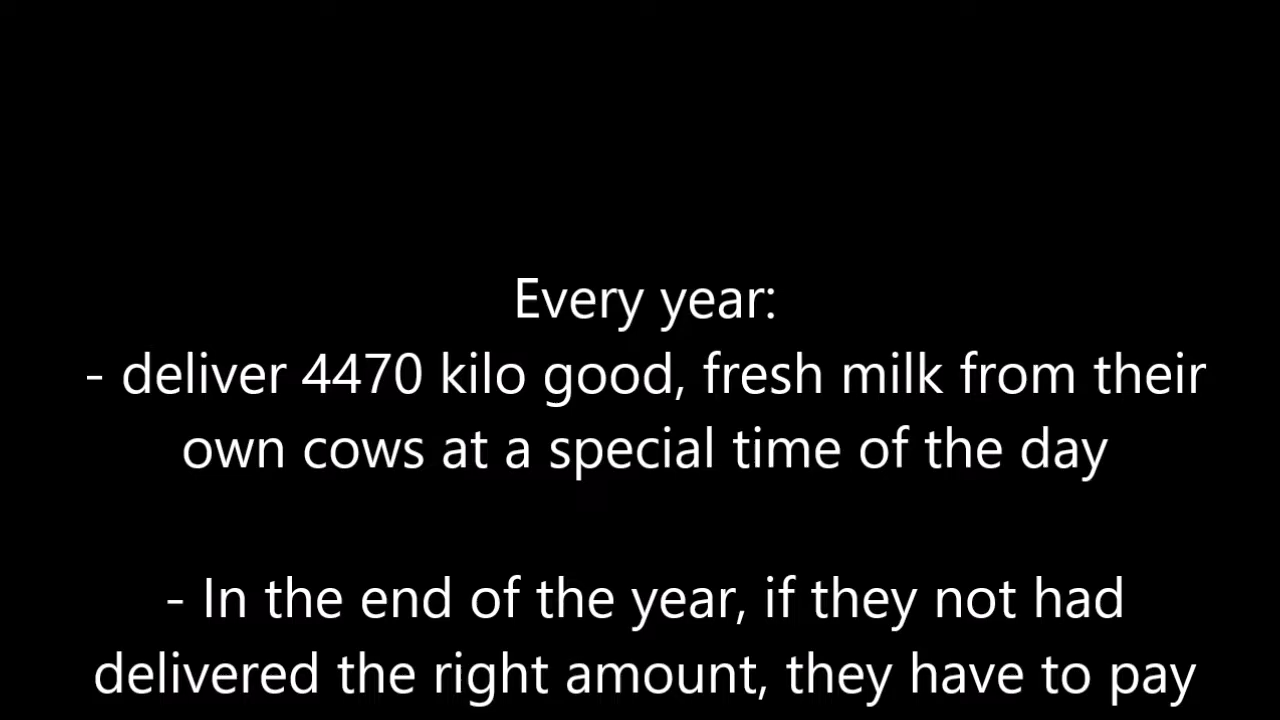 Every year:
- deliver 4470 kilo good, fresh milk from their
own cows at a special time of the day
- In the end of the year, if they not had
delivered the right amount, they have to pay